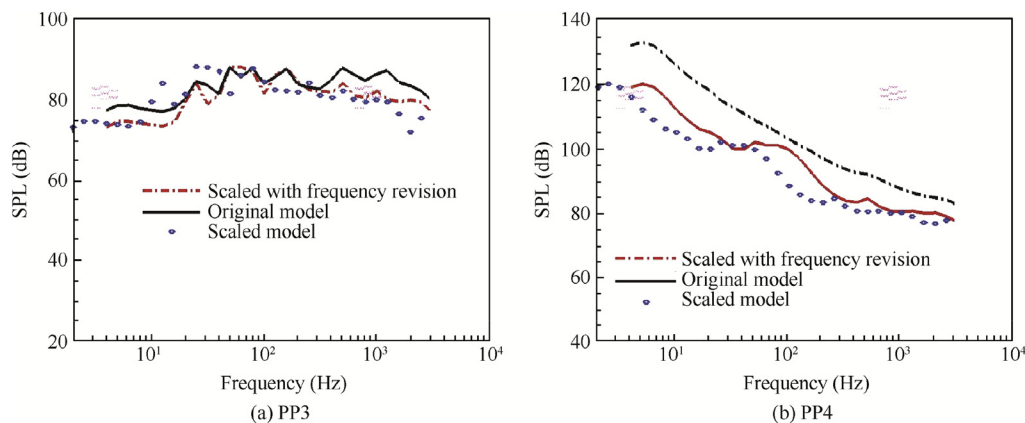 100
80
60
40
20
SPL (dB)
Scaled with frequency revision
Original model
Scaled model
10¹
10²
10³
10⁴
Frequency (Hz)
(a) PP3
140
120
100
80
60
40
SPL (dB)
Scaled with frequency revision
Original model
Scaled model
10¹
10²
10³
10⁴
Frequency (Hz)
(b) PP4